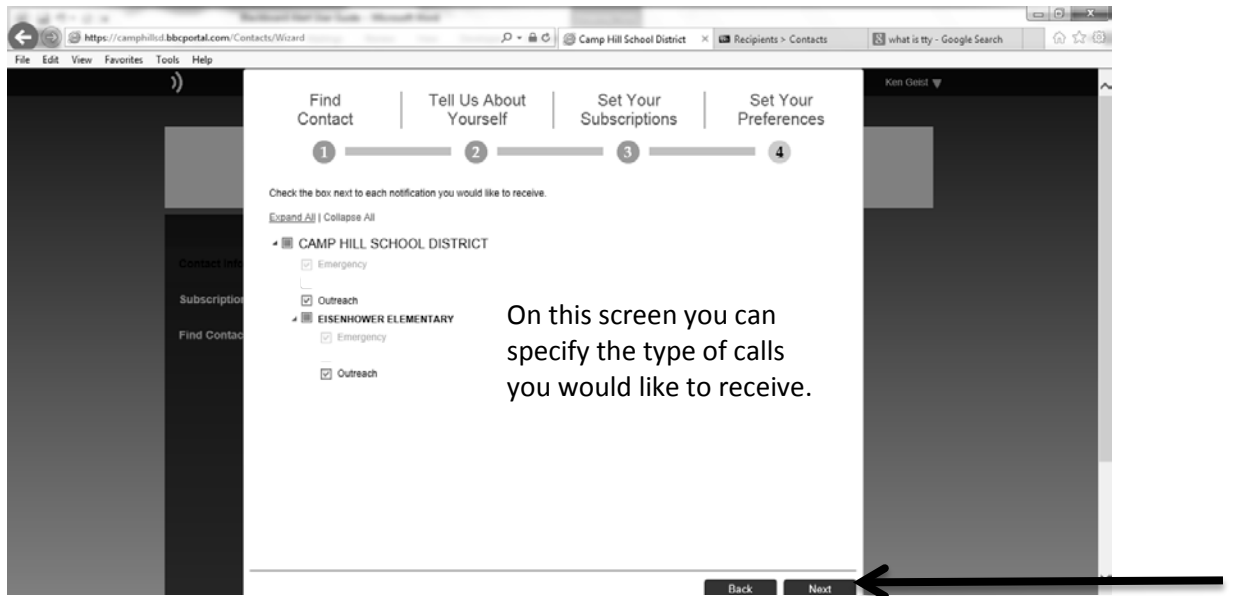 https://camphillsd.bbcportal.com/Contacts/Wizard
Camp Hill School District
Recipients > Contacts
what is tty - Google Search
File Edit View Favorites Tools Help
Ken Geist
Find
Contact
Tell Us About
Yourself
Set Your
Subscriptions
Set Your
Preferences
1
2
3
4
Check the box next to each notification you would like to receive.
Expand All | Collapse All
CAMP HILL SCHOOL DISTRICT
Emergency
Outreach
EISENHOWER ELEMENTARY
Emergency
Outreach
Contact Info
Subscription
Find Contac
On this screen you can
specify the type of calls
you would like to receive.
Back
Next